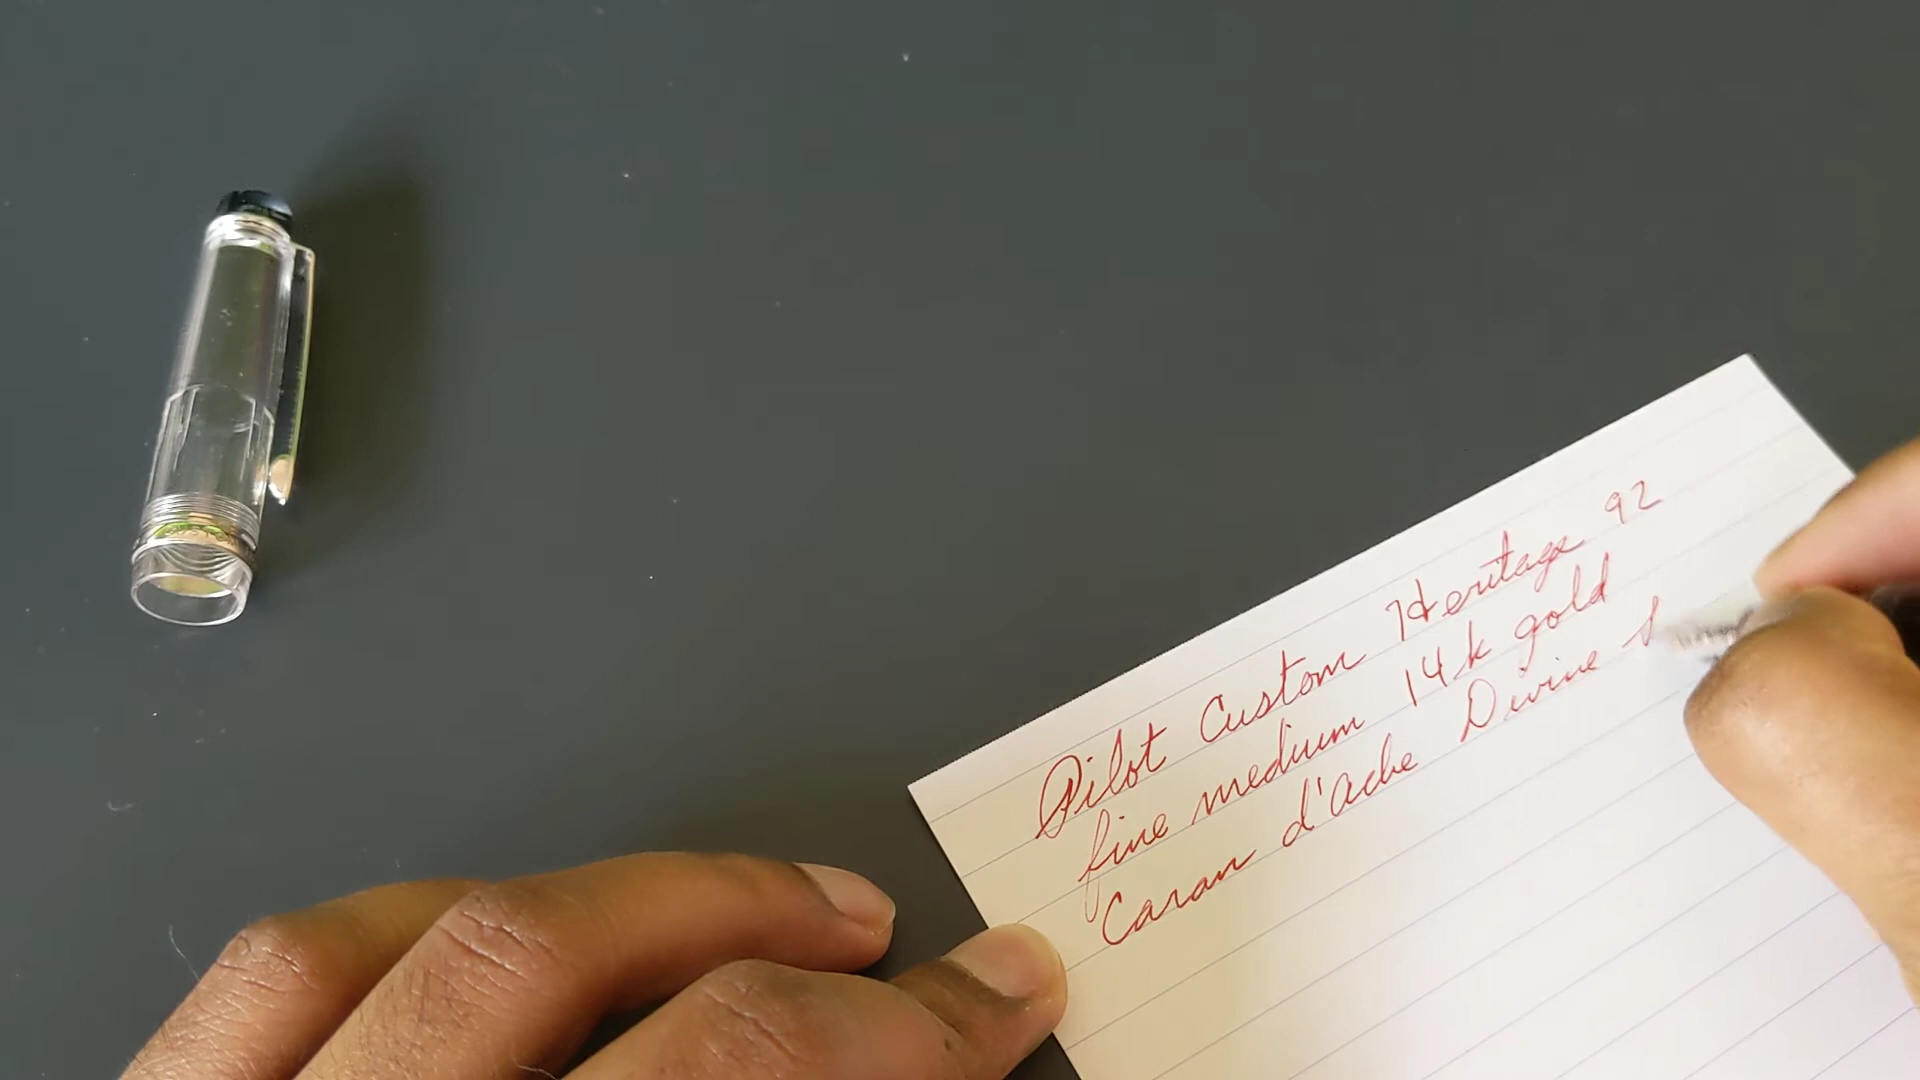 Pilot Custom Heritage 92
fine medium 14k gold
Caran d'Ache Divine